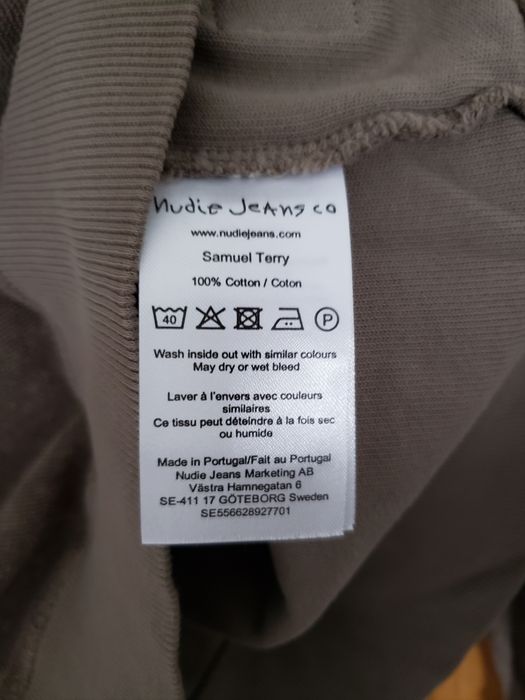 nudie Jeans co
www.nudiejeans.com
Samuel Terry
100% Cotton / Coton
40 P
Wash inside out with similar colours
May dry or wet bleed
Laver à l'envers avec couleurs
similaires
Ce tissu peut déteindre à la fois sec
ou humide
Made in Portugal/Fait au Portugal
Nudie Jeans Marketing AB
Västra Hamnegatan 6
SE-411 17 GÖTEBORG Sweden
SE556628927701